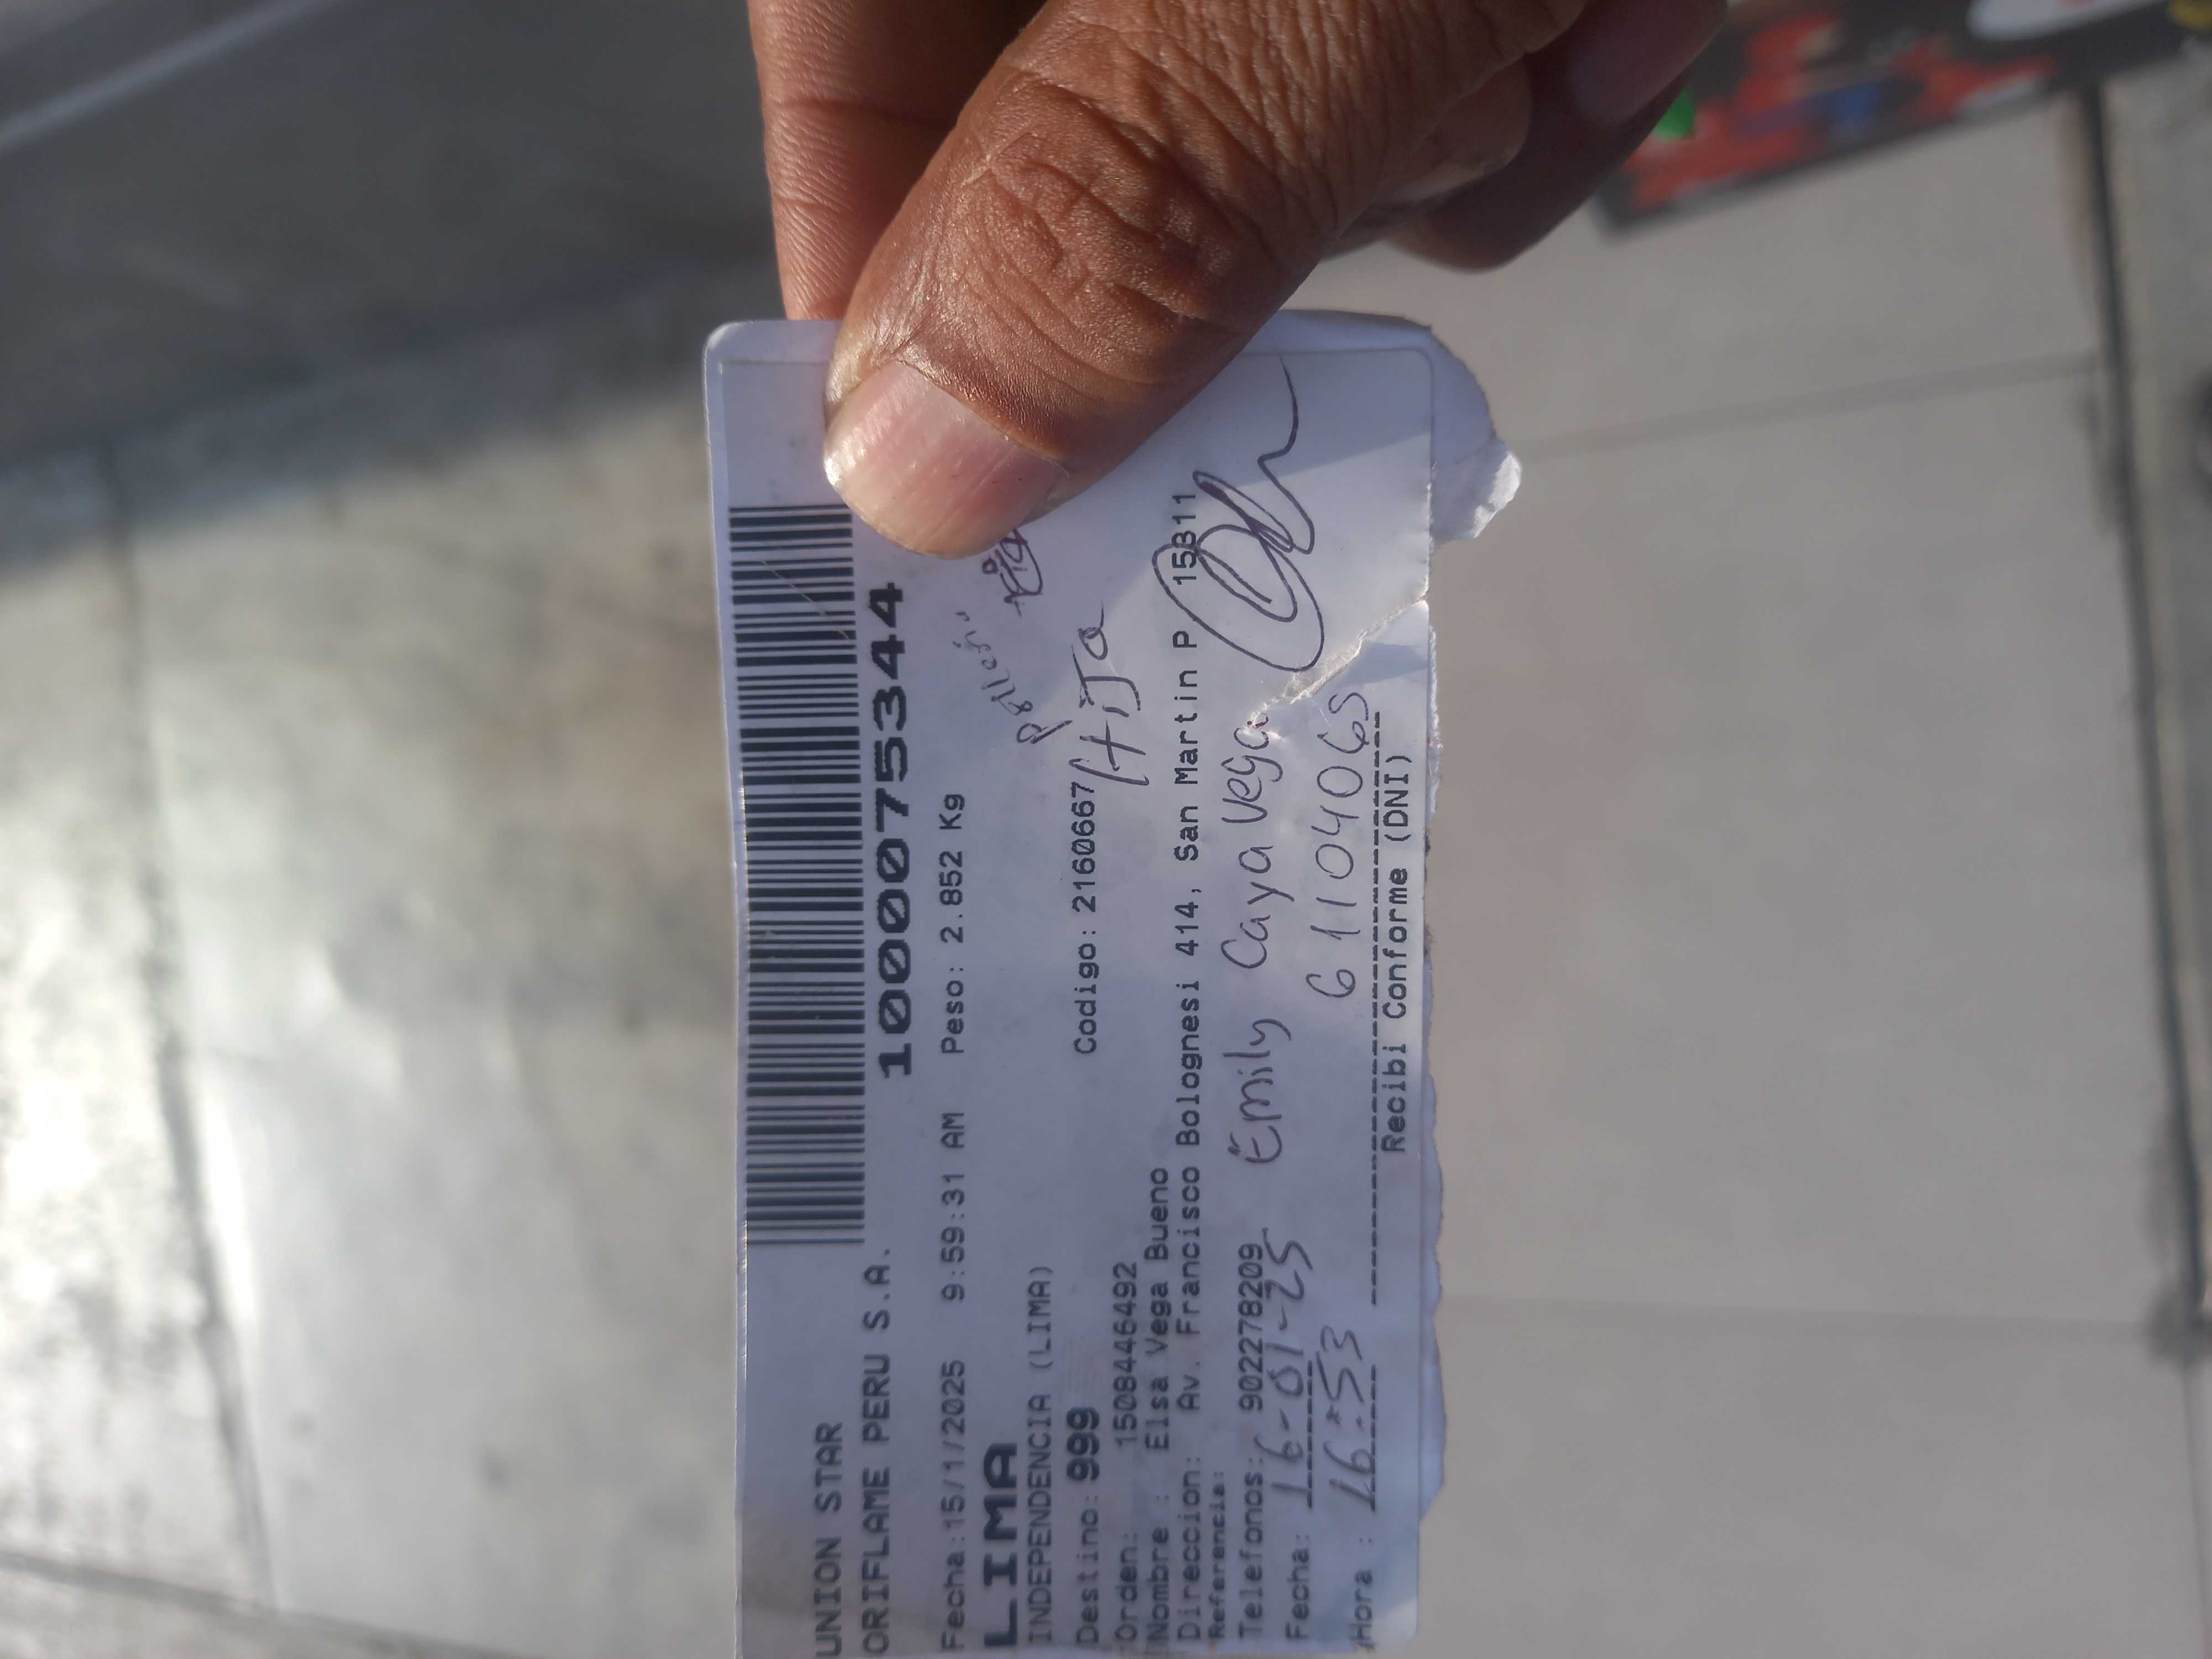 UNION STAR
ORIFLAME PERU S.A.
1000075344
Fecha:15/1/2025 9:59:31 AM Peso: 2.852 Kg
LIMA
INDEPENDENCIA (LIMA)
Destino: 999 Codigo: 2160667
HiJa
Orden: 1508446492
Nombre : Elsa Vega Bueno
Direccion: Av. Francisco Bolognesi 414, San Martin P 15311
Referencia:
Telefonos: 902278209
Emily Caya Vega
Fecha: 16-01-25
61104065
Hora : 16:53
Recibi Conforme (DNI)